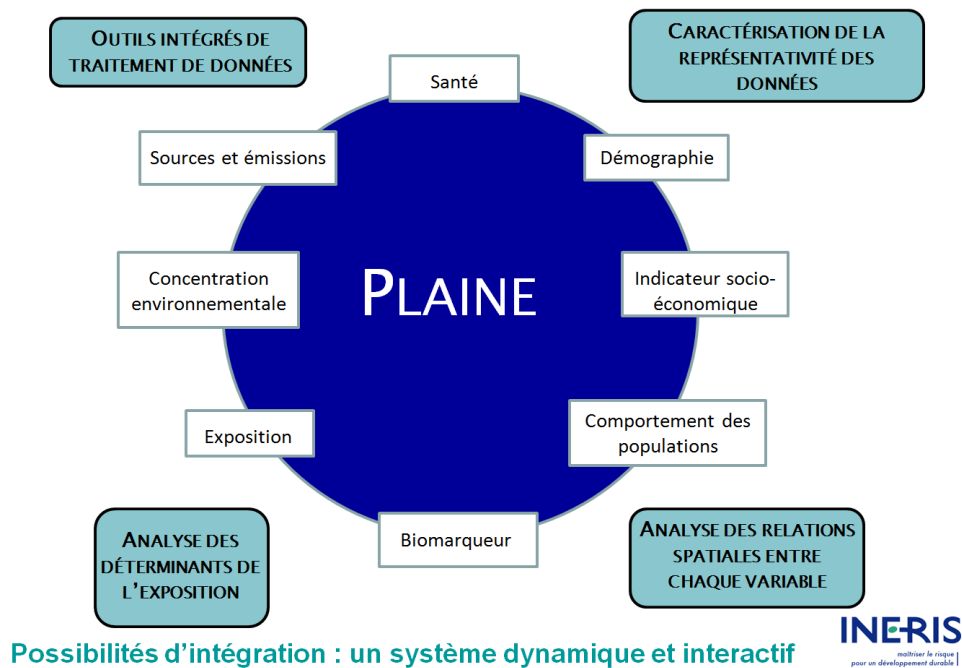 OUTILS INTÉGRÉS DE
TRAITEMENT DE DONNÉES
CARACTÉRISATION DE LA
REPRÉSENTATIVITÉ DES
DONNÉES
Santé
Sources et émissions
Démographie
Concentration
environnementale
PLAINE
Indicateur socio-
économique
Exposition
Comportement des
populations
Biomarqueur
ANALYSE DES
DÉTERMINANTS DE
L'EXPOSITION
ANALYSE DES RELATIONS
SPATIALES ENTRE
CHAQUE VARIABLE
Possibilités d'intégration : un système dynamique et interactif
INERIS
maîtriser le risque
pour un développement durable